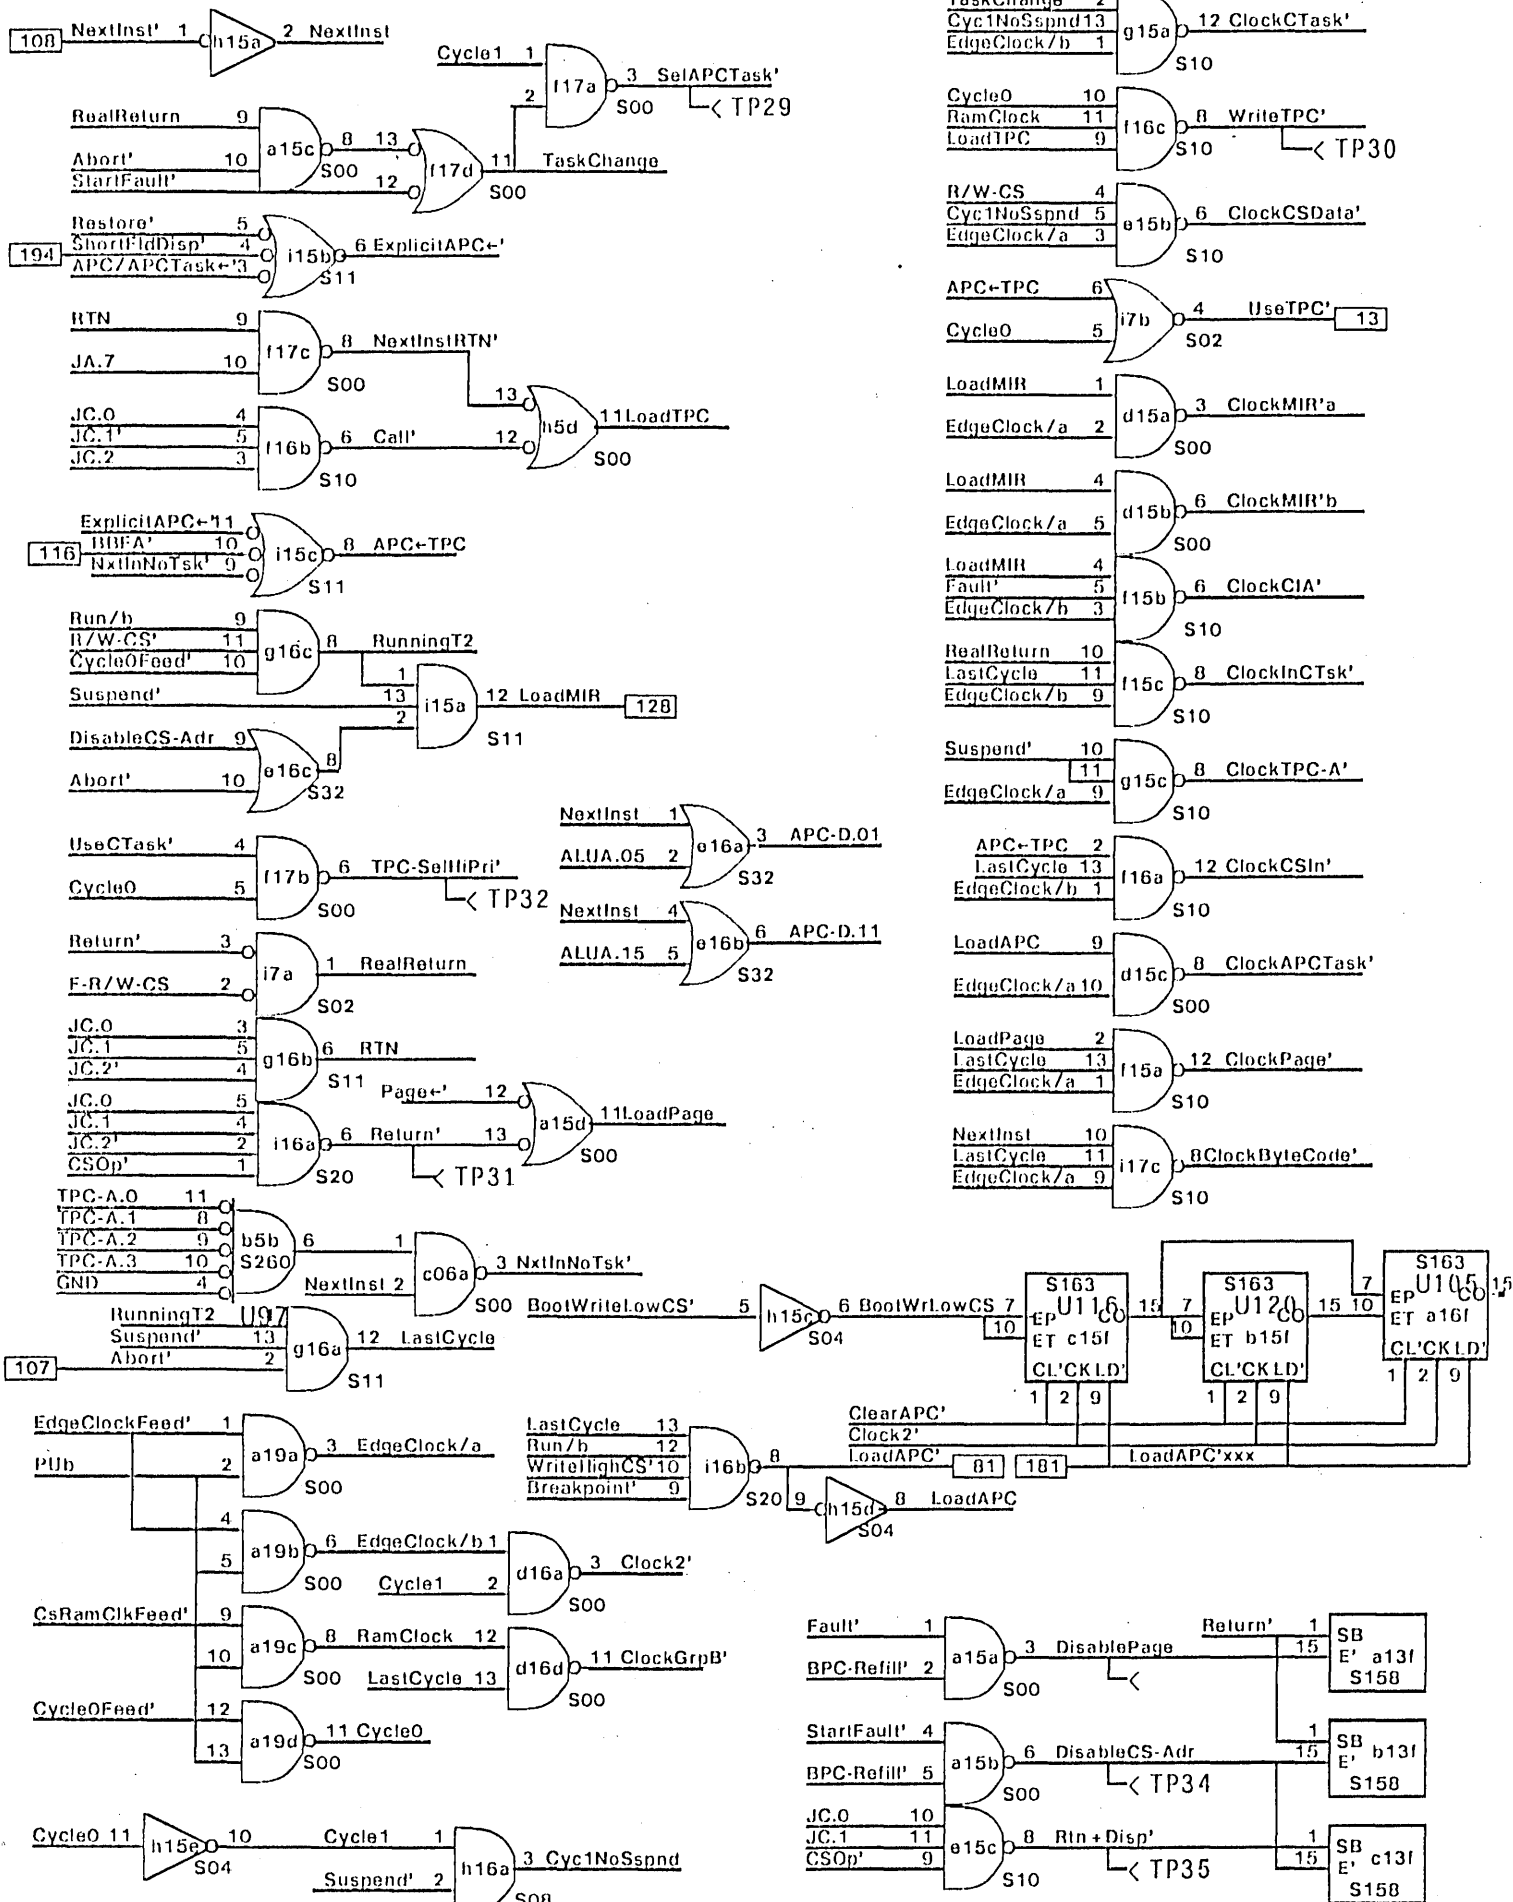 108 NextInst' 1 h15a 2 NextInst
Cycle1 1
2 f17a 3 SelAPCTask'
S00 TP29
RealReturn 9
Abort' 10 a15c 8 13
S00
StartFault' 12 f17d 11 TaskChange
S00
Restore' 5
194 ShortFldDisp' 4 i15b 6 ExplicitAPC←'
APC/APCTask←' 3 S11
RTN 9
JA.7 10 f17c 8 NextInstRTN'
S00
JC.0 4
JC.1' 5 f16b 6 Call'
JC.2 3 S10
13
12 h5d 11 LoadTPC
S00
ExplicitAPC←' 11
116 BBFA' 10 i15c 8 APC←TPC
NxtInNoTsk' 9 S11
Run/b 9
R/W-CS' 11 g16c 8 RunningT2
Cycle0Feed' 10
1
Suspend' 13 i15a 12 LoadMIR 128
2 S11
DisableCS-Adr 9
Abort' 10 e16c 8
S32
UseCTask' 4
Cycle0 5 f17b 6 TPC-SelHiPri'
S00 TP32
NextInst 1
ALUA.05 2 e16a 3 APC-D.01
S32
NextInst 4
ALUA.15 5 e16b 6 APC-D.11
S32
Return' 3
F-R/W-CS 2 i7a 1 RealReturn
S02
JC.0 3
JC.1 5 g16b 6 RTN
JC.2' 4 S11
JC.0 5
JC.1 4 i16a 6 Return'
JC.2' 2
CSOp' 1 S20 TP31
Page←' 12
13 a15d 11 LoadPage
S00
TPC-A.0 11
TPC-A.1 8
TPC-A.2 9 b5b 6
TPC-A.3 10 S260
GND 4
1
NextInst 2 c06a 3 NxtInNoTsk'
S00
U97
RunningT2
Suspend' 13 g16a 12 LastCycle
107 Abort' 2 S11
EdgeClockFeed' 1
PUb 2 a19a 3 EdgeClock/a
S00
4
5 a19b 6 EdgeClock/b 1
S00
Cycle1 2 d16a 3 Clock2'
S00
CsRamClkFeed' 9
10 a19c 8 RamClock 12
S00
LastCycle 13 d16d 11 ClockGrpB'
S00
Cycle0Feed' 12
13 a19d 11 Cycle0
S00
Cycle0 11 h15e 10 Cycle1 1
S04
Suspend' 2 h16a 3 Cyc1NoSspnd
S08
TaskChange 2
Cyc1NoSspnd 13 g15a 12 ClockCTask'
EdgeClock/b 1 S10
Cycle0 10
RamClock 11 f16c 8 WriteTPC'
LoadTPC 9 S10 TP30
R/W-CS 4
Cyc1NoSspnd 5 e15b 6 ClockCSData'
EdgeClock/a 3 S10
APC←TPC 6
Cycle0 5 i7b 4 UseTPC' 13
S02
LoadMIR 1
EdgeClock/a 2 d15a 3 ClockMIR'a
S00
LoadMIR 4
EdgeClock/a 5 d15b 6 ClockMIR'b
S00
LoadMIR 4
Fault' 5 f15b 6 ClockCIA'
EdgeClock/b 3 S10
RealReturn 10
LastCycle 11 f15c 8 ClockInCTsk'
EdgeClock/b 9 S10
Suspend' 10
11 g15c 8 ClockTPC-A'
EdgeClock/a 9 S10
APC←TPC 2
LastCycle 13 f16a 12 ClockCSIn'
EdgeClock/b 1 S10
LoadAPC 9
EdgeClock/a 10 d15c 8 ClockAPCTask'
S00
LoadPage 2
LastCycle 13 f15a 12 ClockPage'
EdgeClock/a 1 S10
NextInst 10
LastCycle 11 i17c 8 ClockByteCode'
EdgeClock/a 9 S10
BootWriteLowCS' 5 h15c 6 BootWrLowCS 7
S04 10
S163 U116 EP CO 15 ET c15f CL' CK LD' 1 2 9
7 10 S163 U120 EP CO 15 ET b15f CL' CK LD' 1 2 9
7 10 S163 U105 EP CO 15 ET a16f CL' CK LD' 1 2 9
ClearAPC'
Clock2'
LastCycle 13
Run/b 12
WriteHighCS' 10 i16b 8 LoadAPC' 81 181 LoadAPC'xxx
Breakpoint' 9 S20
9 h15d 8 LoadAPC
S04
Fault' 1
BPC-Refill' 2 a15a 3 DisablePage
S00
Return' 1 SB
15 E' a13f
S158
StartFault' 4
BPC-Refill' 5 a15b 6 DisableCS-Adr
S00 TP34
1 SB
15 E' b13f
S158
JC.0 10
JC.1 11 e15c 8 Rtn+Disp'
CSOp' 9 S10 TP35
1 SB
15 E' c13f
S158